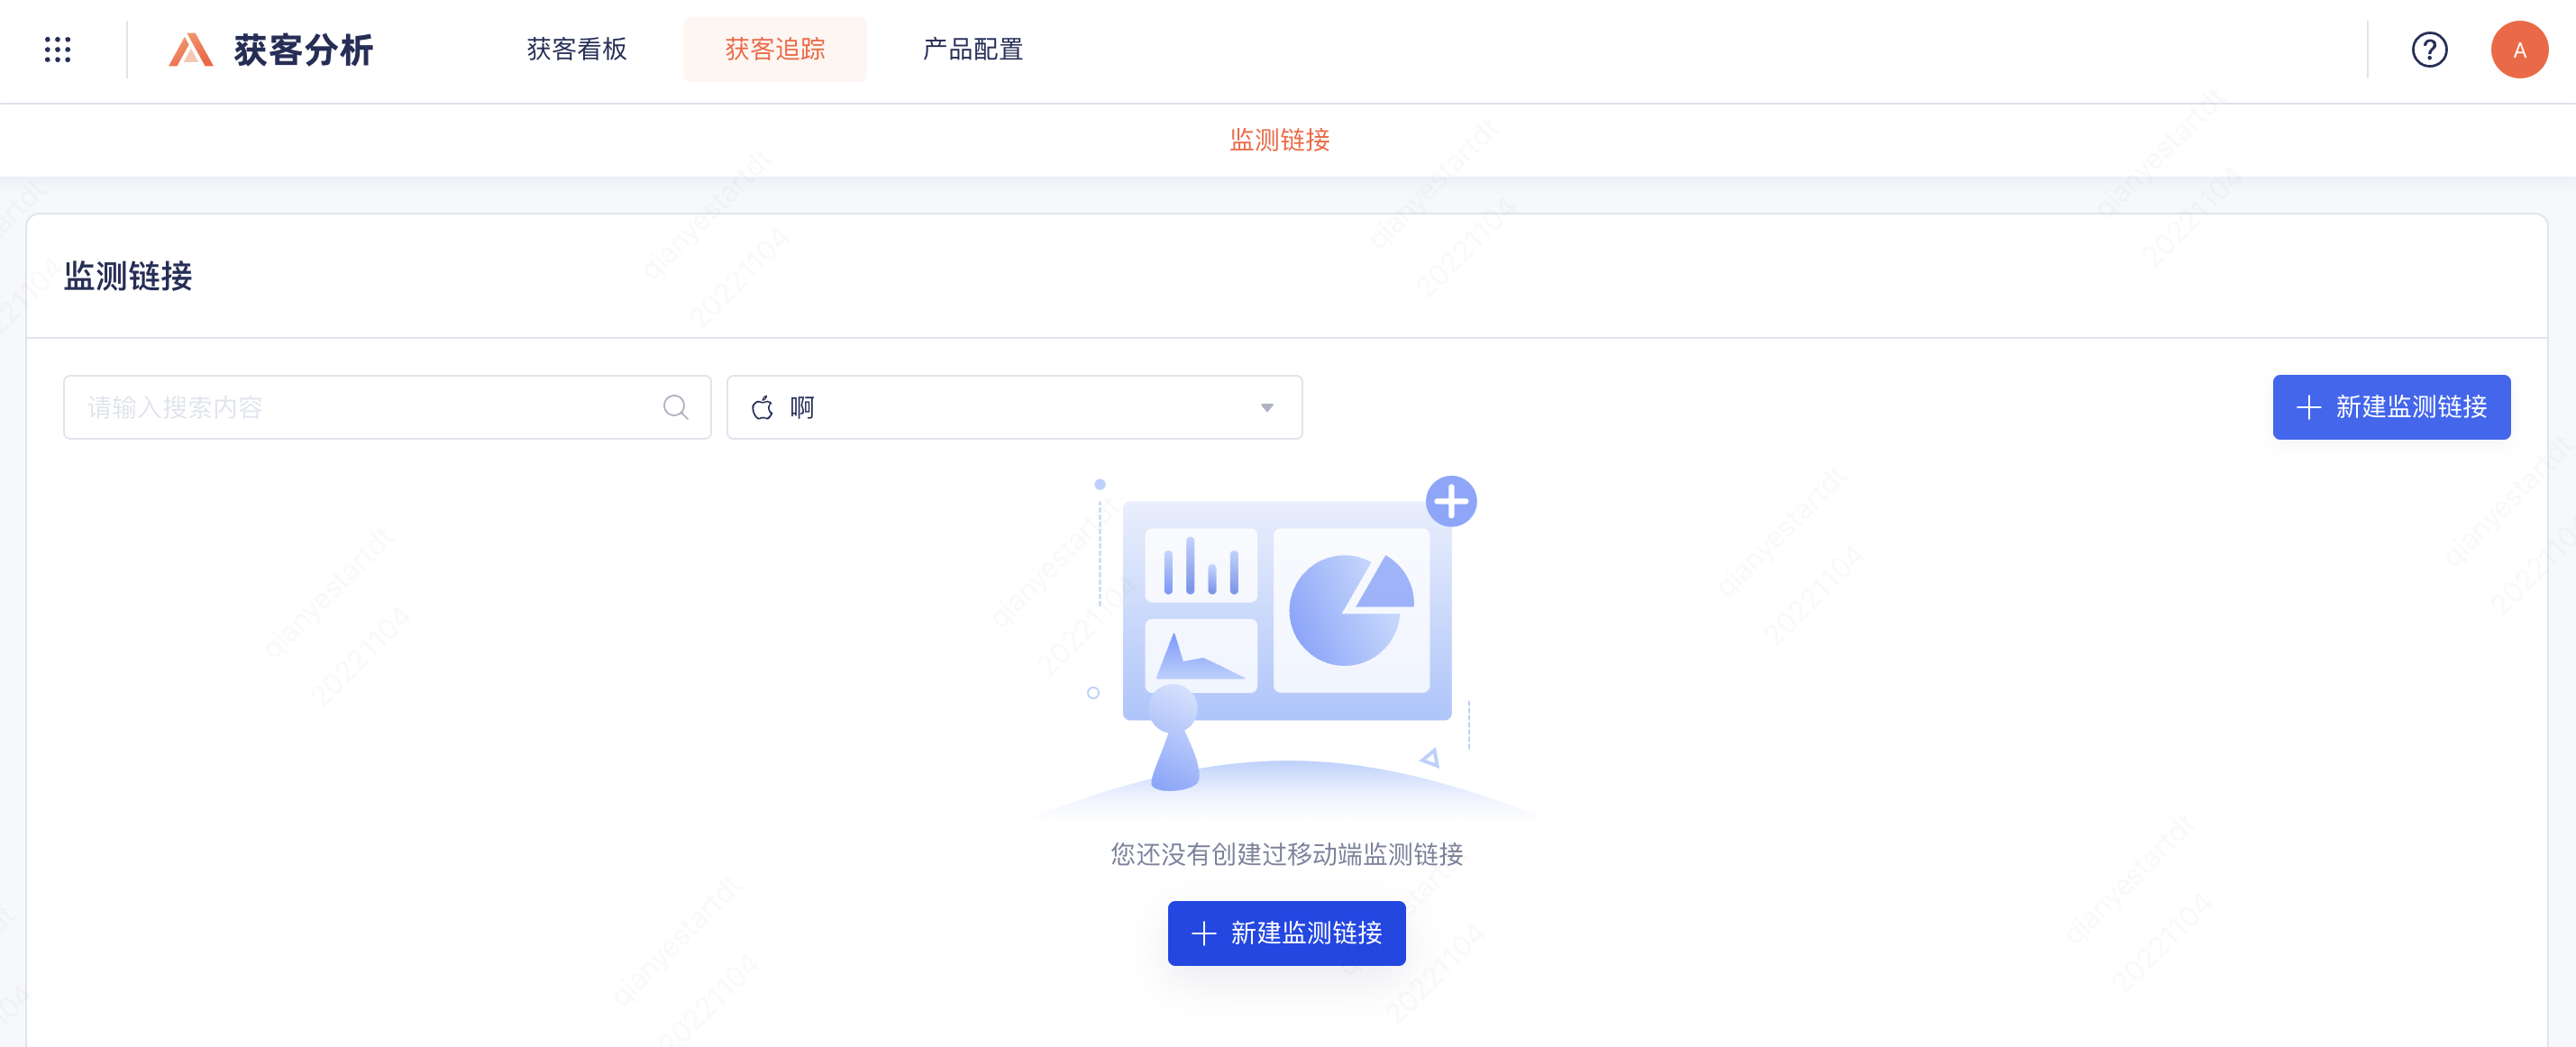 获客分析 获客看板 获客追踪 产品配置 A
监测链接
监测链接
请输入搜索内容 啊 新建监测链接
您还没有创建过移动端监测链接
新建监测链接
qianyestartdt
20221104